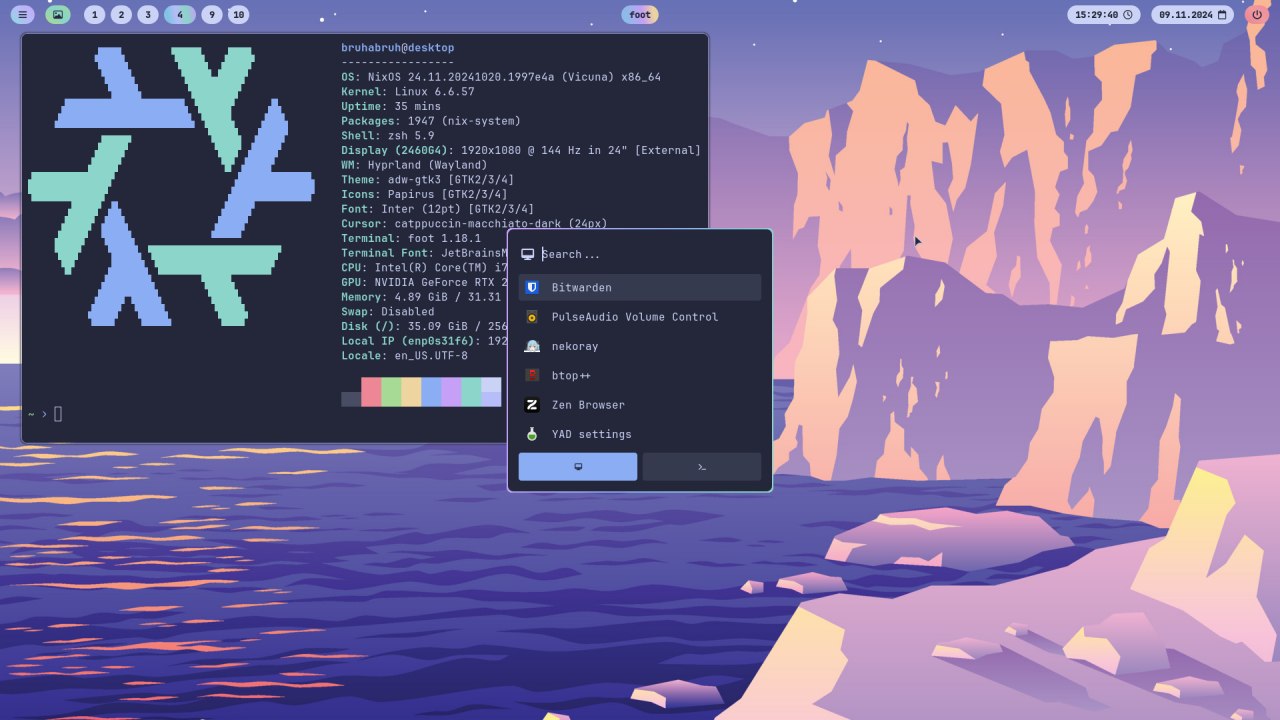 1 2 3 4 9 10
foot
15:29:40
09.11.2024
bruhabruh@desktop
-----------------
OS: NixOS 24.11.20241020.1997e4a (Vicuna) x86_64
Kernel: Linux 6.6.57
Uptime: 35 mins
Packages: 1947 (nix-system)
Shell: zsh 5.9
Display (2460G4): 1920x1080 @ 144 Hz in 24" [External]
WM: Hyprland (Wayland)
Theme: adw-gtk3 [GTK2/3/4]
Icons: Papirus [GTK2/3/4]
Font: Inter (12pt) [GTK2/3/4]
Cursor: catppuccin-macchiato-dark (24px)
Terminal: foot 1.18.1
Terminal Font: JetBrainsM
CPU: Intel(R) Core(TM) i7
GPU: NVIDIA GeForce RTX 2
Memory: 4.89 GiB / 31.31
Swap: Disabled
Disk (/): 35.09 GiB / 256
Local IP (enp0s31f6): 192
Locale: en_US.UTF-8
~ ›
Search...
Bitwarden
PulseAudio Volume Control
nekoray
btop++
Zen Browser
YAD settings
>_